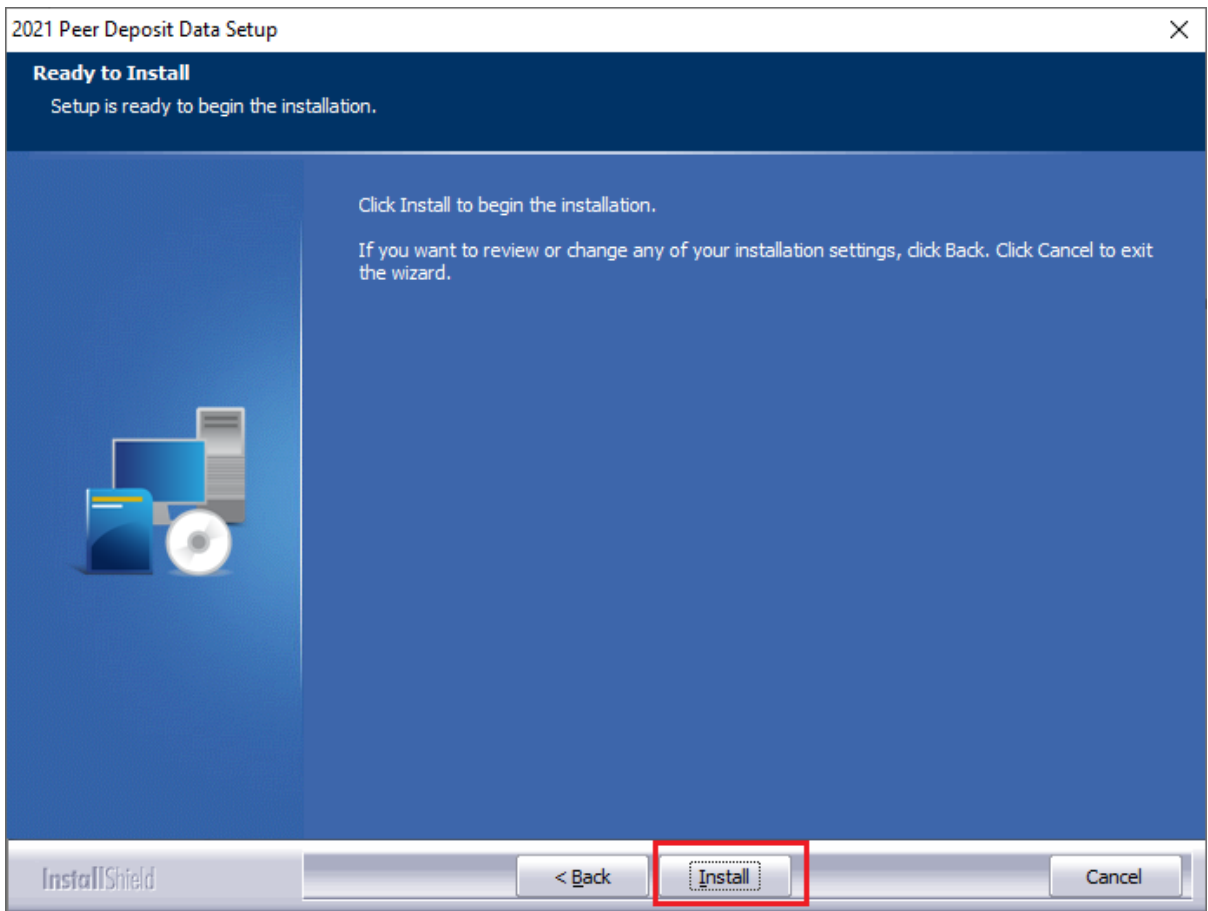 2021 Peer Deposit Data Setup
Ready to Install
Setup is ready to begin the installation.
Click Install to begin the installation.
If you want to review or change any of your installation settings, click Back. Click Cancel to exit
the wizard.
InstallShield
< Back
Install
Cancel